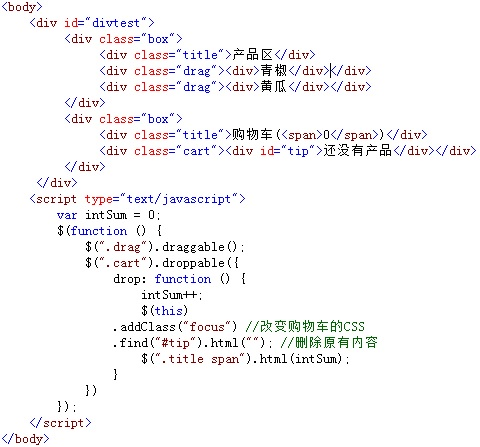 <body>
<div id="divtest">
<div class="box">
<div class="title">产品区</div>
<div class="drag"><div>青椒</div></div>
<div class="drag"><div>黄瓜</div></div>
</div>
<div class="box">
<div class="title">购物车(<span>0</span>)</div>
<div class="cart"><div id="tip">还没有产品</div></div>
</div>
</div>
<script type="text/javascript">
var intSum = 0;
$(function () {
$(".drag").draggable();
$(".cart").droppable({
drop: function () {
intSum++;
$(this)
.addClass("focus") //改变购物车的CSS
.find("#tip").html(""); //删除原有内容
$(".title span").html(intSum);
}
})
});
</script>
</body>